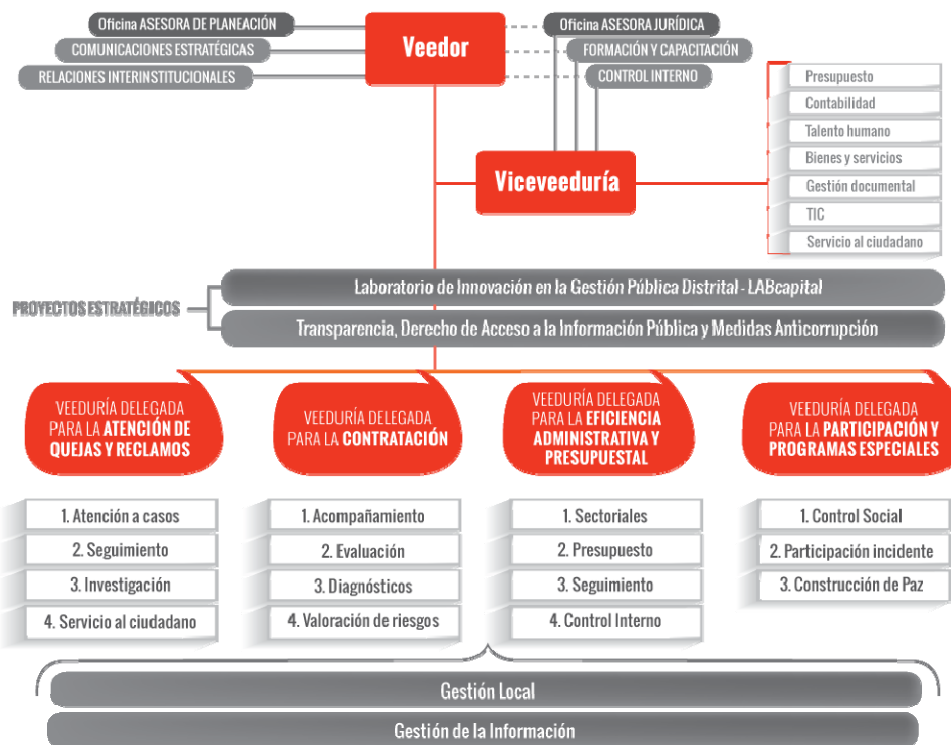 Oficina ASESORA DE PLANEACIÓN
COMUNICACIONES ESTRATÉGICAS
RELACIONES INTERINSTITUCIONALES
Veedor
Oficina ASESORA JURÍDICA
FORMACIÓN Y CAPACITACIÓN
CONTROL INTERNO
Viceveeduría
Presupuesto
Contabilidad
Talento humano
Bienes y servicios
Gestión documental
TIC
Servicio al ciudadano
PROYECTOS ESTRATÉGICOS
Laboratorio de Innovación en la Gestión Pública Distrital - LABcapital
Transparencia, Derecho de Acceso a la Información Pública y Medidas Anticorrupción
VEEDURÍA DELEGADA
PARA LA ATENCIÓN DE
QUEJAS Y RECLAMOS
1. Atención a casos
2. Seguimiento
3. Investigación
4. Servicio al ciudadano
VEEDURÍA DELEGADA
PARA LA CONTRATACIÓN
1. Acompañamiento
2. Evaluación
3. Diagnósticos
4. Valoración de riesgos
VEEDURÍA DELEGADA
PARA LA EFICIENCIA
ADMINISTRATIVA Y
PRESUPUESTAL
1. Sectoriales
2. Presupuesto
3. Seguimiento
4. Control Interno
VEEDURÍA DELEGADA
PARA LA PARTICIPACIÓN Y
PROGRAMAS ESPECIALES
1. Control Social
2. Participación incidente
3. Construcción de Paz
Gestión Local
Gestión de la Información